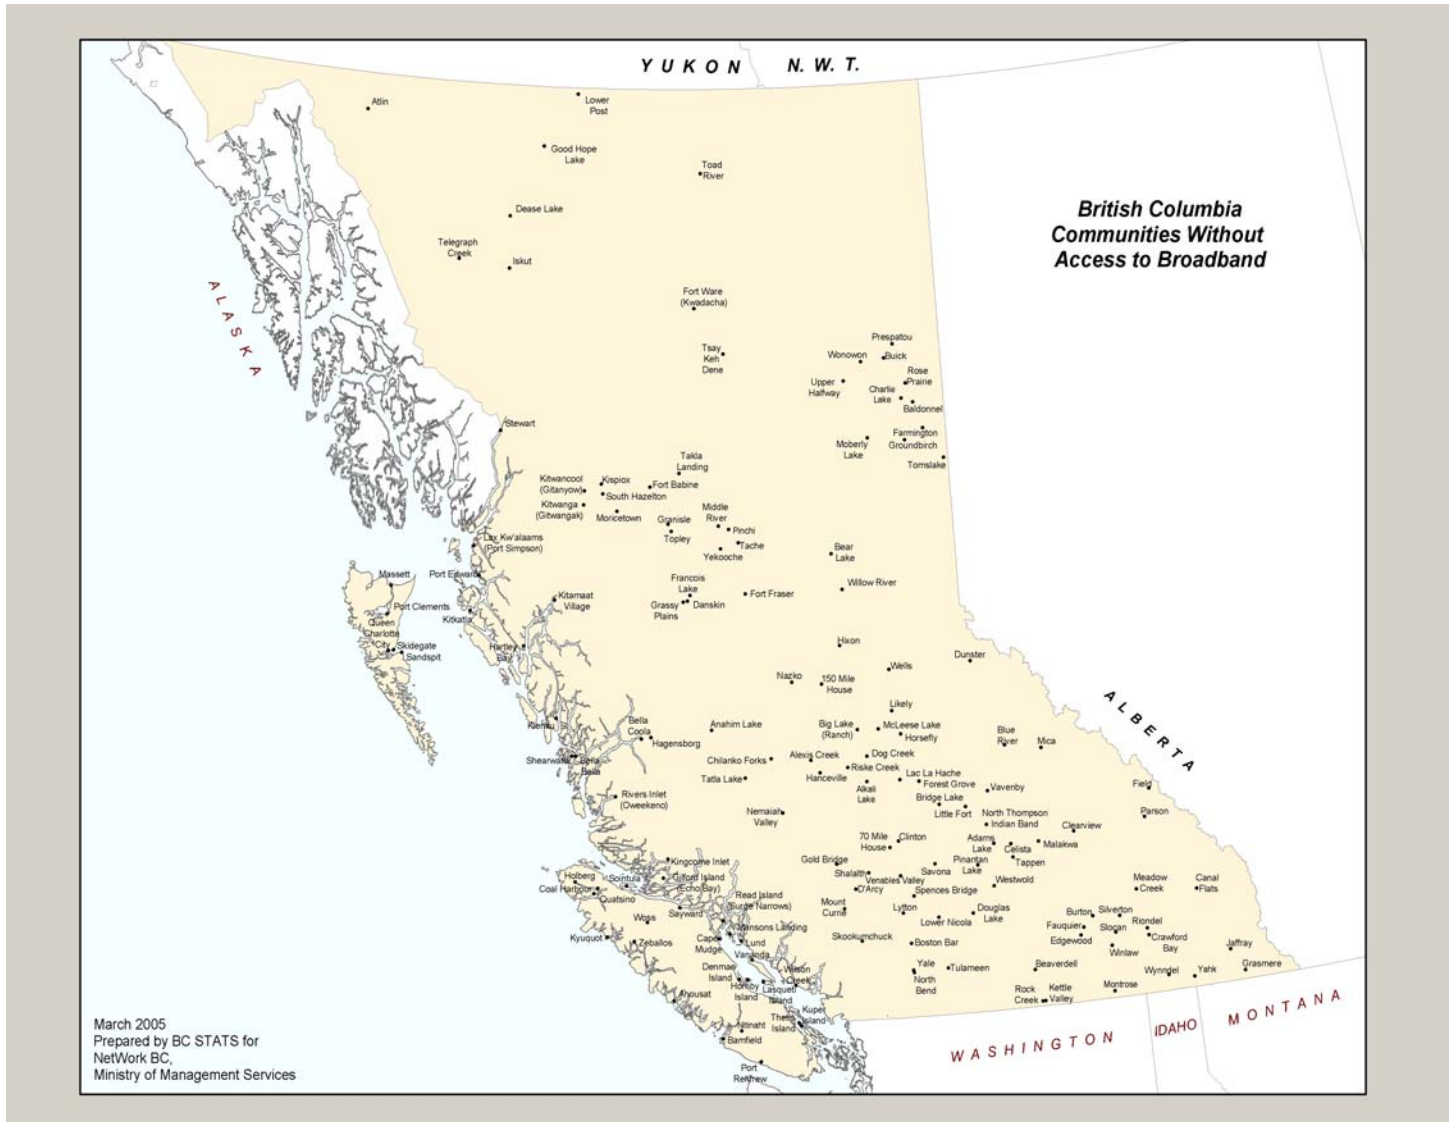 YUKON
N.W.T.
Atlin
Lower
Post
Good Hope
Lake
Toad
River
British Columbia
Communities Without
Access to Broadband
Dease Lake
Telegraph
Creek
Iskut
ALASKA
Fort Ware
(Kwadacha)
Tsay
Keh
Dene
Prespatou
Wonowon
Buick
Rose
Prairie
Upper
Halfway
Charlie
Lake
Baldonnel
Stewart
Farmington
Groundbirch
Moberly
Lake
Tomslake
Takla
Landing
Kitwancool
(Gitanyow)
Kispiox
Fort Babine
South Hazelton
Kitwanga
(Gitwangak)
Moricetown
Granisle
Topley
Middle
River
Pinchi
Tache
Yekooche
Lax Kw'alaams
(Port Simpson)
Bear
Lake
Massett
Port Edward
Francois
Lake
Willow River
Kitamaat
Village
Grassy
Plains
Danskin
Fort Fraser
Port Clements
Kitkatla
Queen
Charlotte
City
Skidegate
Sandspit
Hartley
Bay
Hixon
Dunster
Wells
Nazko
150 Mile
House
ALBERTA
Likely
Klemtu
Bella
Coola
Hagensborg
Anahim Lake
Big Lake
(Ranch)
McLeese Lake
Horsefly
Blue
River
Mica
Shearwater
Bella
Bella
Chilanko Forks
Alexis Creek
Dog Creek
Riske Creek
Tatla Lake
Hanceville
Alkali
Lake
Lac La Hache
Forest Grove
Vavenby
Field
Rivers Inlet
(Oweekeno)
Bridge Lake
Little Fort
Nemaiah
Valley
North Thompson
Indian Band
Parson
Clearview
70 Mile
House
Clinton
Adams
Lake
Celista
Malakwa
Tappen
Gold Bridge
Kingcome Inlet
Shalalth
Savona
Pinantan
Lake
Holberg
Sointula
Gilford Island
(Echo Bay)
Venables Valley
Westwold
Meadow
Creek
Canal
Flats
Coal Harbour
Quatsino
D'Arcy
Spences Bridge
Read Island
(Surge Narrows)
Mount
Currie
Lytton
Douglas
Lake
Sayward
Lower Nicola
Burton
Silverton
Woss
Mansons Landing
Fauquier
Slocan
Riondel
Kyuquot
Zeballos
Cape
Mudge
Lund
Skookumchuck
Boston Bar
Edgewood
Crawford
Bay
Jaffray
Vananda
Winlaw
Denman
Island
Wilson
Creek
Yale
Tulameen
Beaverdell
Wynndel
Yahk
Grasmere
North
Bend
Hornby
Island
Lasqueti
Island
Ahousat
Rock
Creek
Kettle
Valley
Montrose
Kuper
Island
Thetis
Island
Nitinaht
Bamfield
Port
Renfrew
WASHINGTON
IDAHO
MONTANA
March 2005
Prepared by BC STATS for
NetWork BC,
Ministry of Management Services